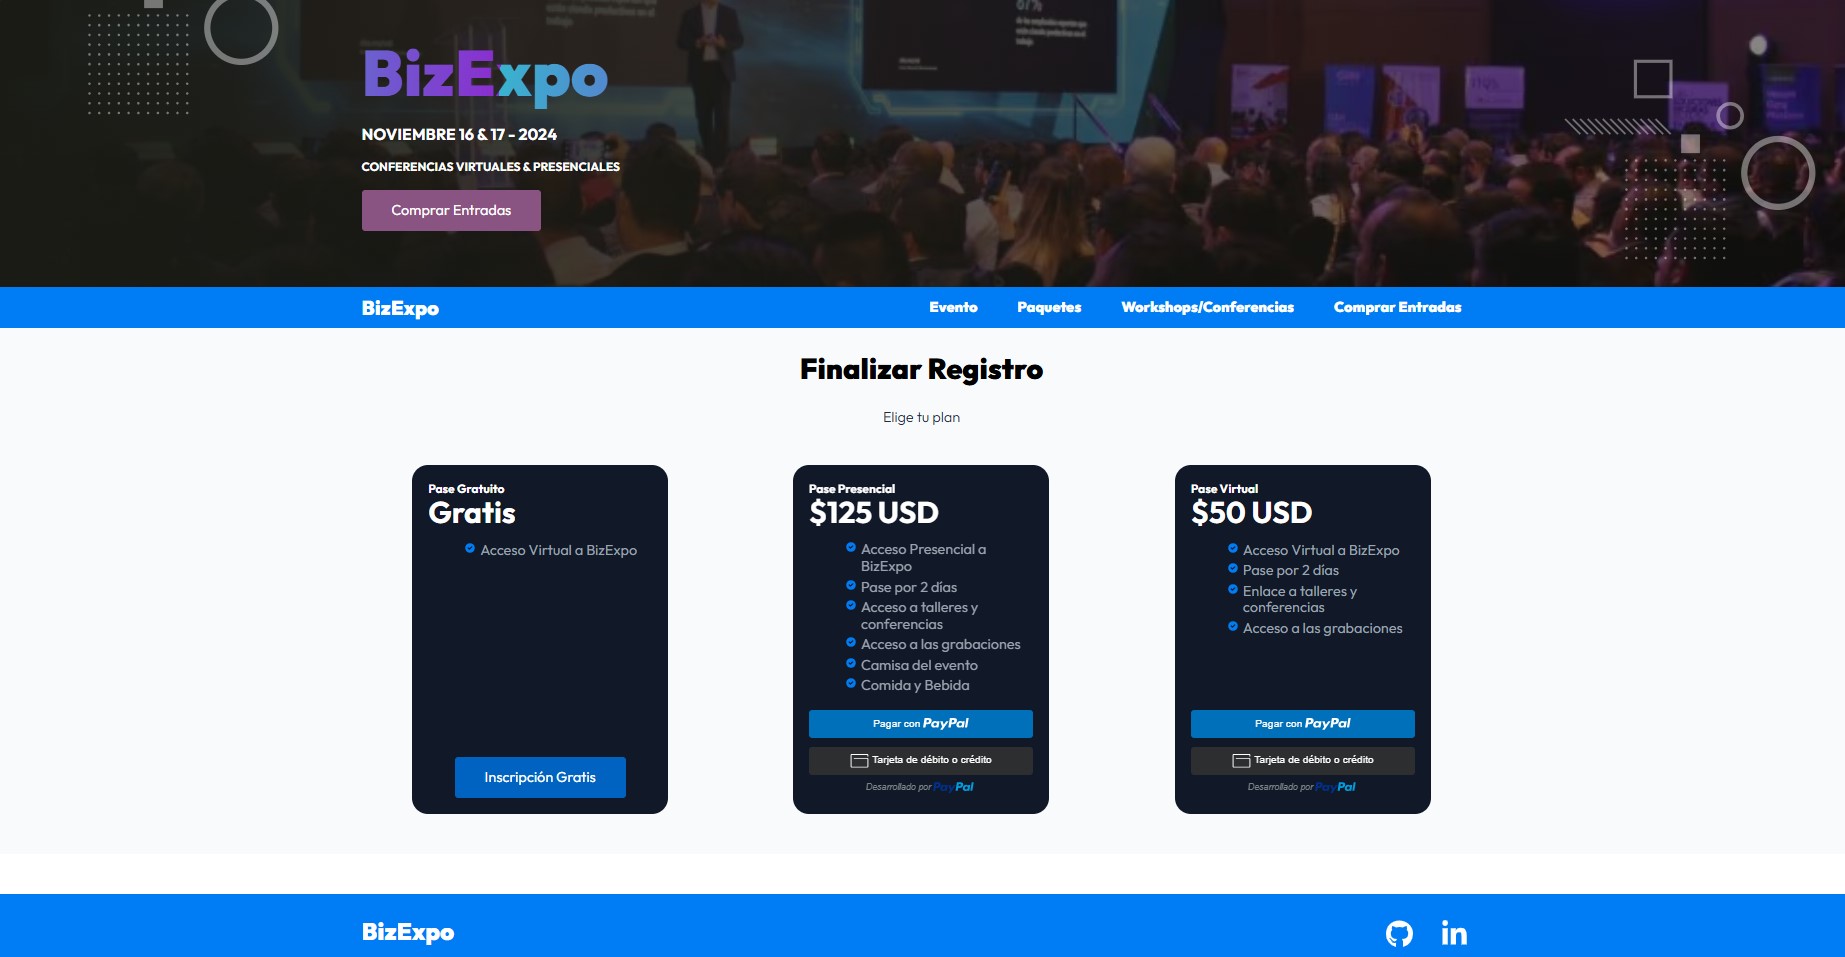 BizExpo
NOVIEMBRE 16 & 17 - 2024
CONFERENCIAS VIRTUALES & PRESENCIALES
Comprar Entradas
BizExpo
Evento
Paquetes
Workshops/Conferencias
Comprar Entradas
Finalizar Registro
Elige tu plan
Pase Gratuito
Gratis
Acceso Virtual a BizExpo
Inscripción Gratis
Pase Presencial
$125 USD
Acceso Presencial a
BizExpo
Pase por 2 días
Acceso a talleres y
conferencias
Acceso a las grabaciones
Camisa del evento
Comida y Bebida
Pagar con PayPal
Tarjeta de débito o crédito
Desarrollado por PayPal
Pase Virtual
$50 USD
Acceso Virtual a BizExpo
Pase por 2 días
Enlace a talleres y
conferencias
Acceso a las grabaciones
Pagar con PayPal
Tarjeta de débito o crédito
Desarrollado por PayPal
BizExpo
in